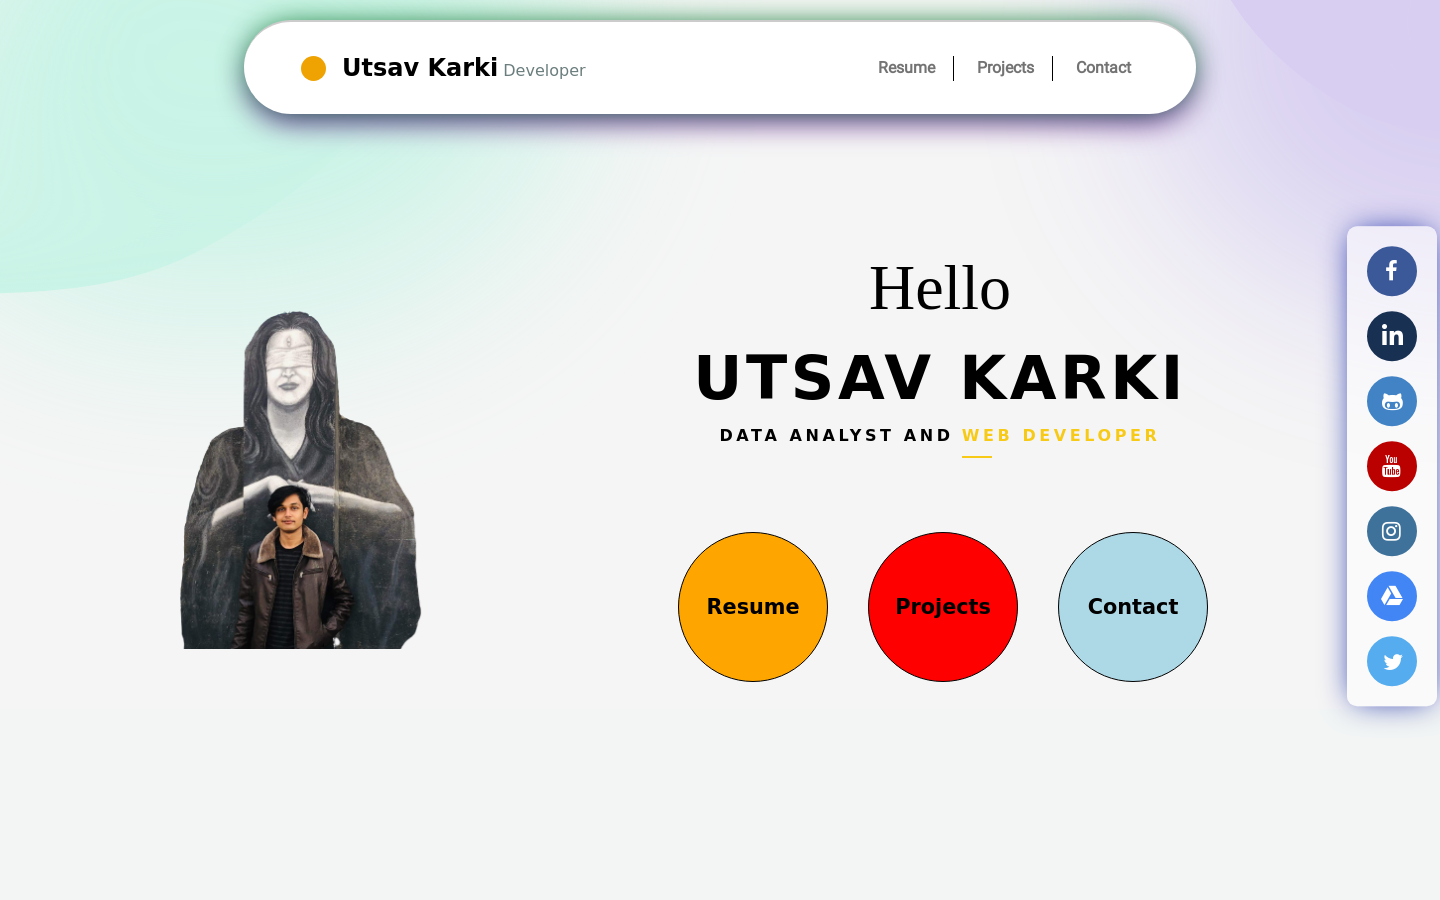 Utsav Karki Developer
Resume
Projects
Contact
Hello
UTSAV KARKI
DATA ANALYST AND WEB DEVELOPER
Resume
Projects
Contact
f
in
You
Tube